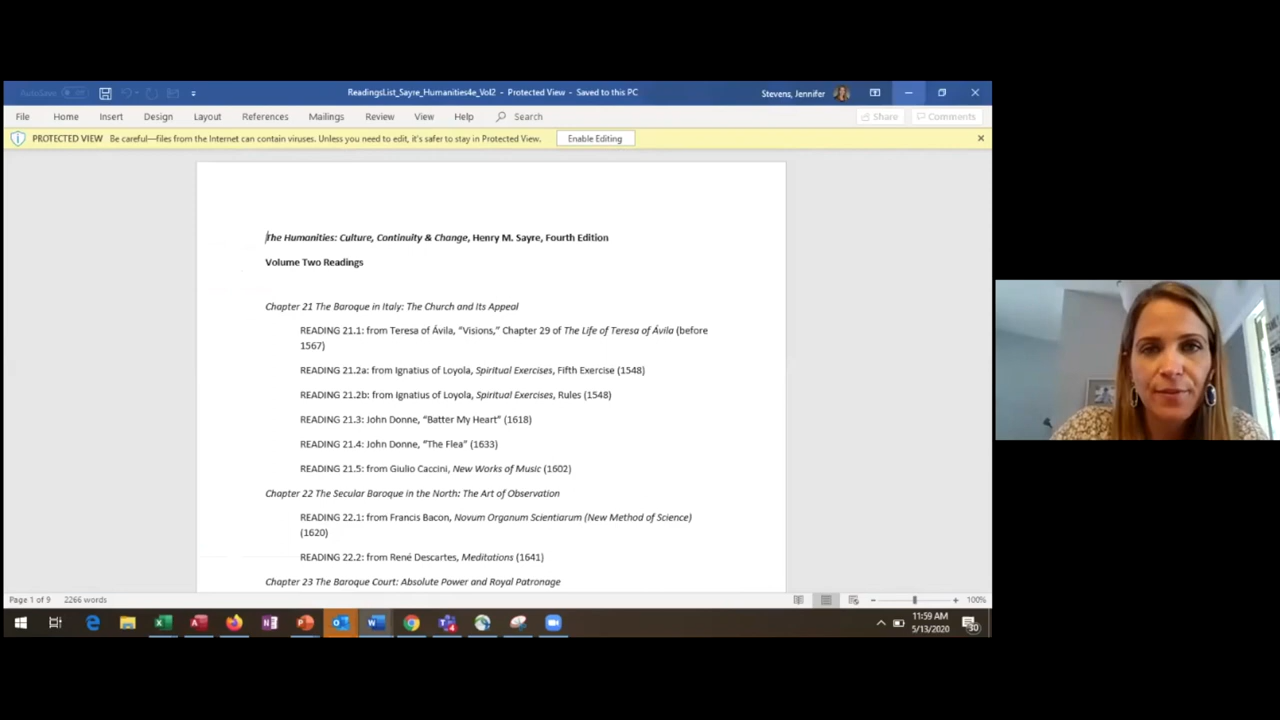 AutoSave Off
ReadingsList_Sayre_Humanities4e_Vol2 - Protected View - Saved to this PC
Stevens, Jennifer
File Home Insert Design Layout References Mailings Review View Help Search Share Comments
PROTECTED VIEW Be careful—files from the Internet can contain viruses. Unless you need to edit, it's safer to stay in Protected View. Enable Editing
The Humanities: Culture, Continuity & Change, Henry M. Sayre, Fourth Edition
Volume Two Readings
Chapter 21 The Baroque in Italy: The Church and Its Appeal
READING 21.1: from Teresa of Ávila, “Visions,” Chapter 29 of The Life of Teresa of Ávila (before
1567)
READING 21.2a: from Ignatius of Loyola, Spiritual Exercises, Fifth Exercise (1548)
READING 21.2b: from Ignatius of Loyola, Spiritual Exercises, Rules (1548)
READING 21.3: John Donne, “Batter My Heart” (1618)
READING 21.4: John Donne, “The Flea” (1633)
READING 21.5: from Giulio Caccini, New Works of Music (1602)
Chapter 22 The Secular Baroque in the North: The Art of Observation
READING 22.1: from Francis Bacon, Novum Organum Scientiarum (New Method of Science)
(1620)
READING 22.2: from René Descartes, Meditations (1641)
Chapter 23 The Baroque Court: Absolute Power and Royal Patronage
Page 1 of 9 2266 words 100%
11:59 AM
5/13/2020
30